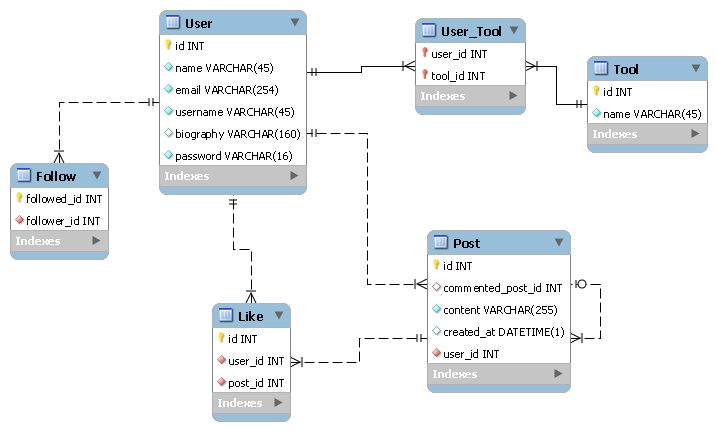 User
id INT
name VARCHAR(45)
email VARCHAR(254)
username VARCHAR(45)
biography VARCHAR(160)
password VARCHAR(16)
Indexes
User_Tool
user_id INT
tool_id INT
Indexes
Tool
id INT
name VARCHAR(45)
Indexes
Follow
followed_id INT
follower_id INT
Indexes
Post
id INT
commented_post_id INT
content VARCHAR(255)
created_at DATETIME(1)
user_id INT
Indexes
Like
id INT
user_id INT
post_id INT
Indexes